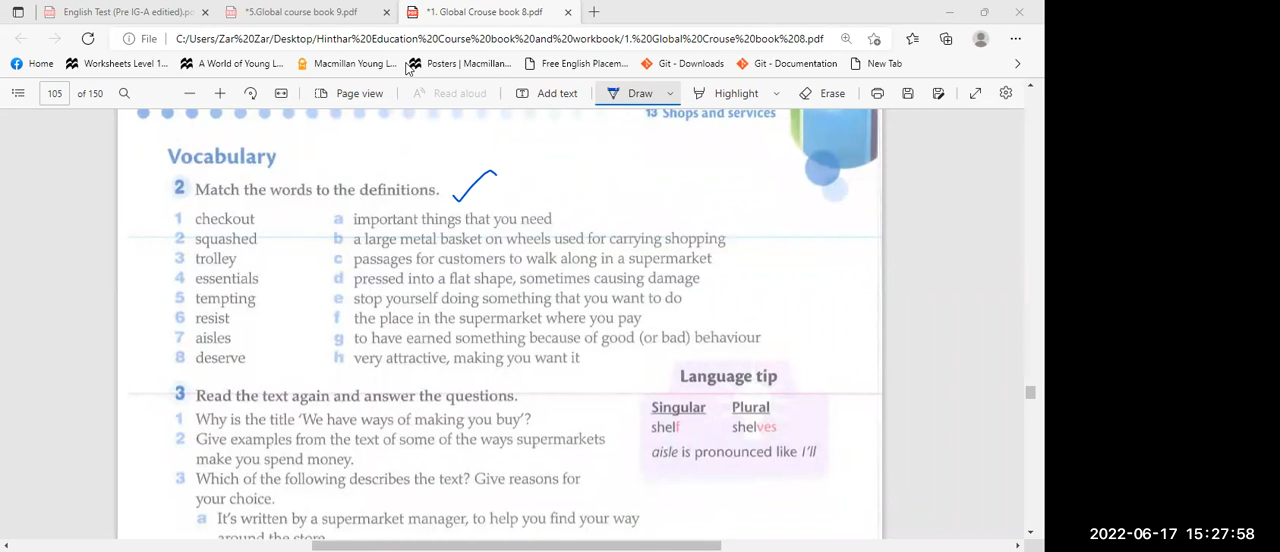 English Test (Pre IG-A editied).pc
*5.Global course book 9.pdf
*1. Global Crouse book 8.pdf
File
C:/Users/Zar%20Zar/Desktop/Hinthar%20Education%20Course%20book%20and%20workbook/1.%20Global%20Crouse%20book%208.pdf
Home
Worksheets Level 1...
A World of Young L...
Macmillan Young L...
Posters | Macmillan...
Free English Placem...
Git - Downloads
Git - Documentation
New Tab
105 of 150
Page view
Read aloud
Add text
Draw
Highlight
Erase
13 Shops and services
Vocabulary
2 Match the words to the definitions.
1 checkout a important things that you need
2 squashed b a large metal basket on wheels used for carrying shopping
3 trolley c passages for customers to walk along in a supermarket
4 essentials d pressed into a flat shape, sometimes causing damage
5 tempting e stop yourself doing something that you want to do
6 resist f the place in the supermarket where you pay
7 aisles g to have earned something because of good (or bad) behaviour
8 deserve h very attractive, making you want it
3 Read the text again and answer the questions.
1 Why is the title 'We have ways of making you buy'?
2 Give examples from the text of some of the ways supermarkets
make you spend money.
3 Which of the following describes the text? Give reasons for
your choice.
a It's written by a supermarket manager, to help you find your way
around the store.
Language tip
Singular Plural
shelf shelves
aisle is pronounced like I'll
2022-06-17 15:27:58